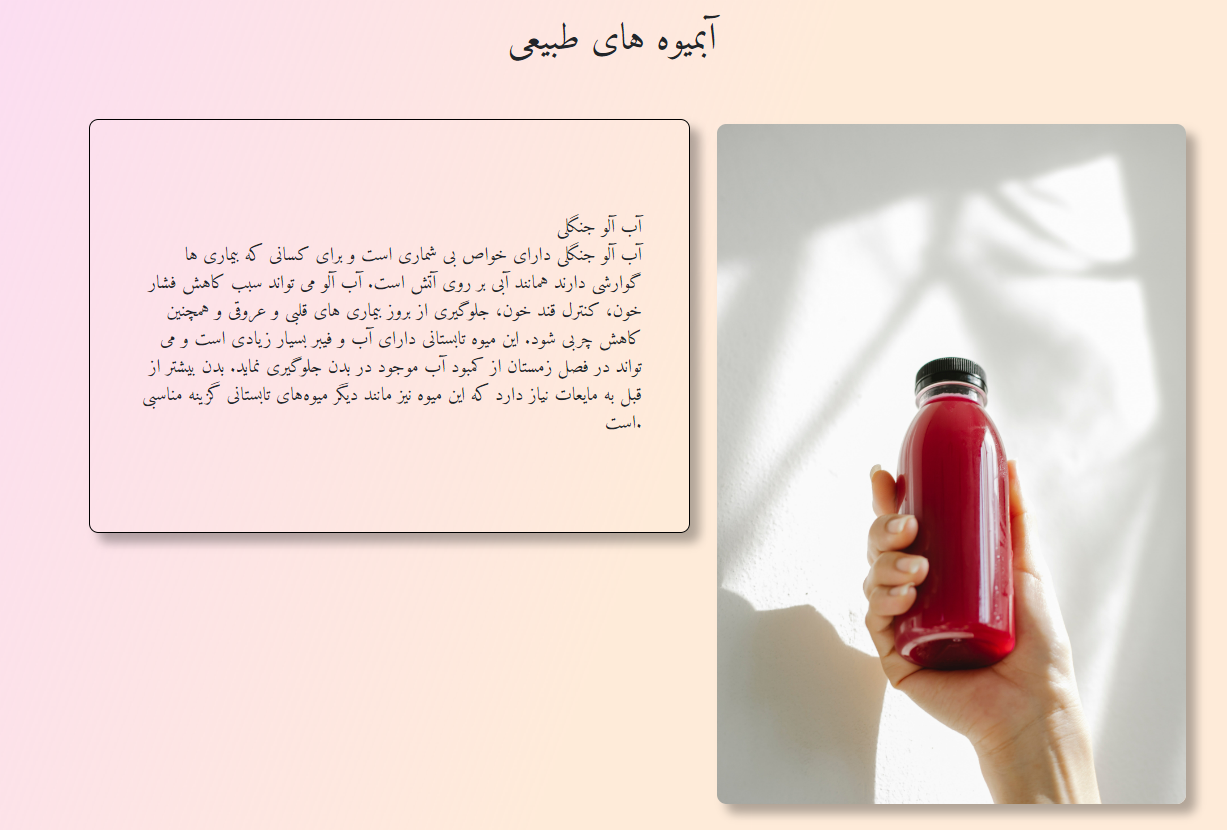 آبمیوه های طبیعی
آب آلو جنگلی
آب آلو جنگلی دارای خواص بی شماری است و برای کسانی که بیماری ها
گوارشی دارند همانند آبی بر روی آتش است. آب آلو می تواند سبب کاهش فشار
خون، کنترل قند خون، جلوگیری از بروز بیماری های قلبی و عروقی و همچنین
کاهش چربی شود. این میوه تابستانی دارای آب و فیبر بسیار زیادی است و می
تواند در فصل زمستان از کمبود آب موجود در بدن جلوگیری نماید. بدن بیشتر از
قبل به مایعات نیاز دارد که این میوه نیز مانند دیگر میوه‌های تابستانی گزینه مناسبی
است.